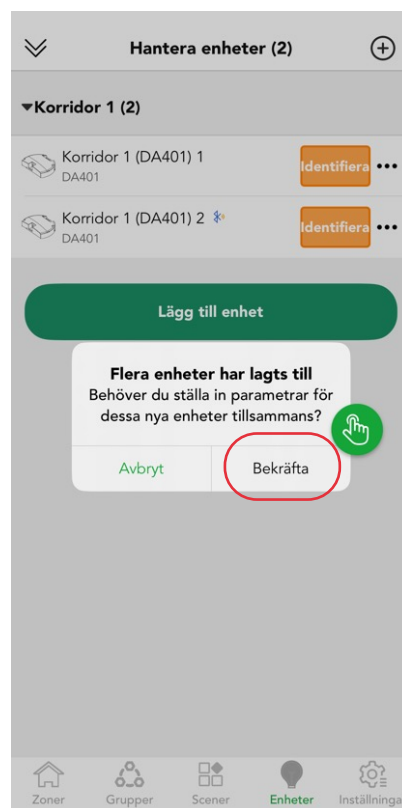 Hantera enheter (2)
Korridor 1 (2)
Korridor 1 (DA401) 1
DA401
Identifiera
Korridor 1 (DA401) 2
DA401
Identifiera
Lägg till enhet
Flera enheter har lagts till
Behöver du ställa in parametrar för
dessa nya enheter tillsammans?
Avbryt
Bekräfta
Zoner
Grupper
Scener
Enheter
Inställninga